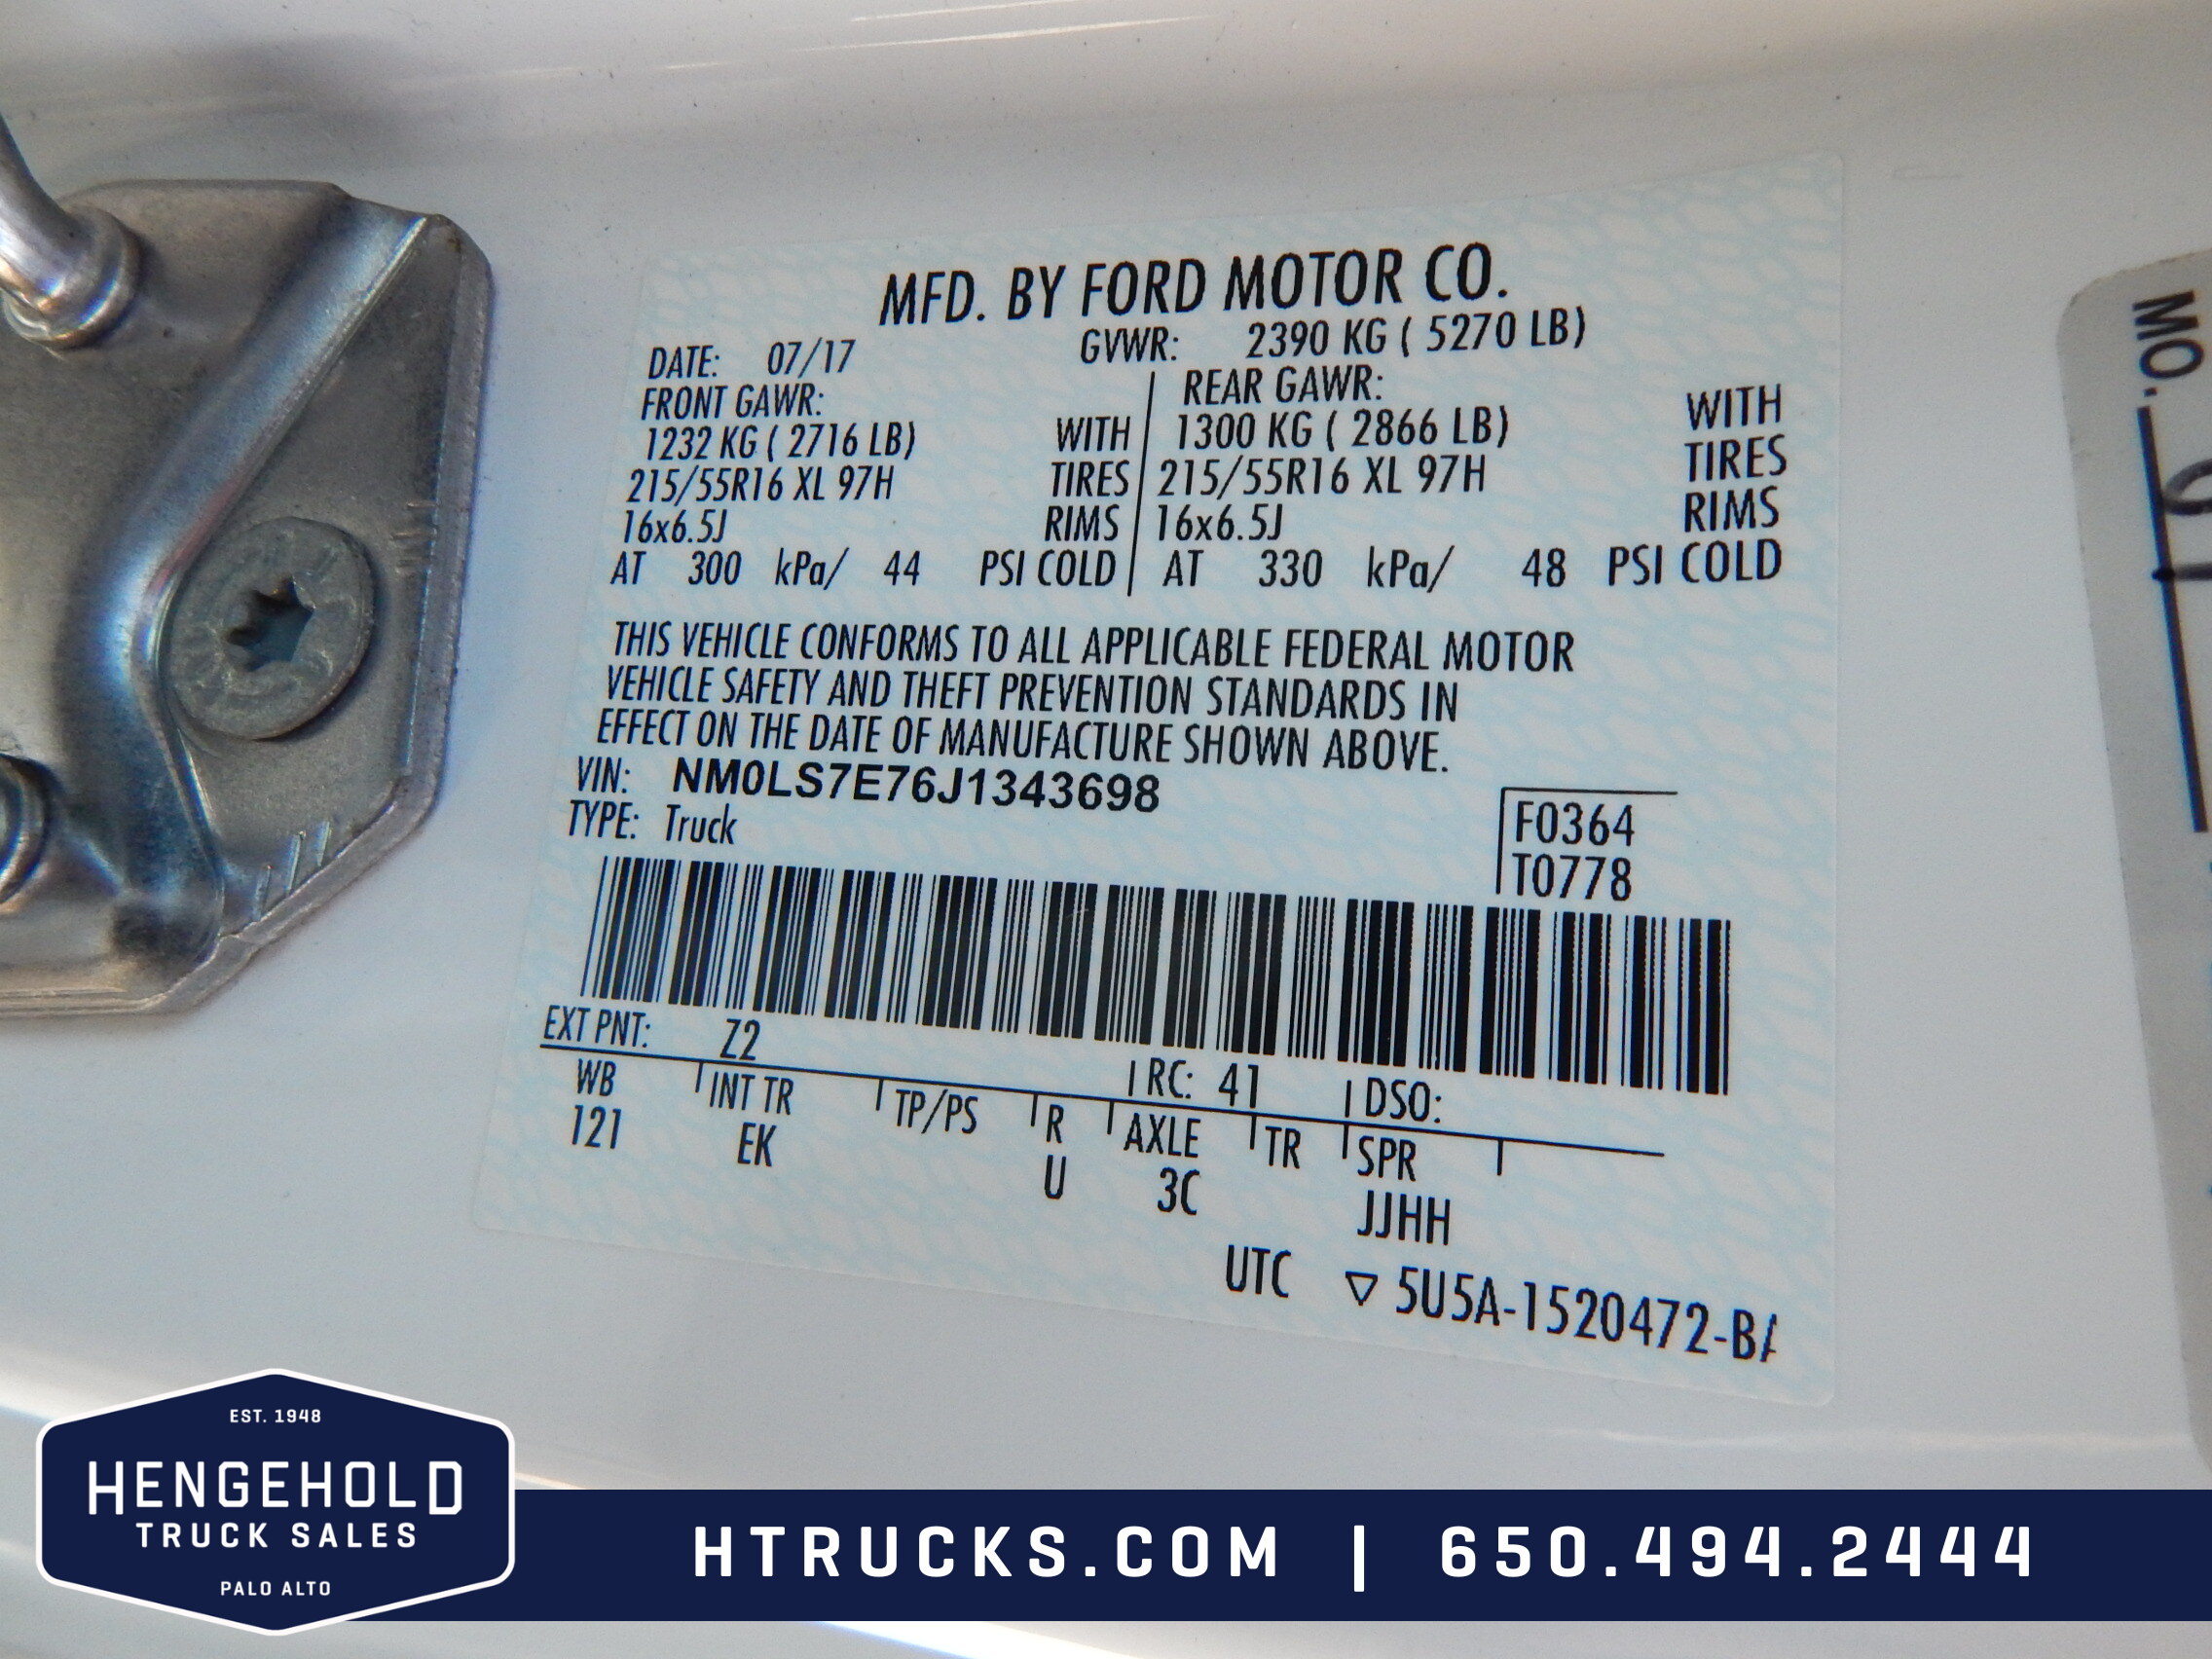 MFD. BY FORD MOTOR CO.
DATE: 07/17 GVWR: 2390 KG ( 5270 LB)
FRONT GAWR: REAR GAWR:
1232 KG ( 2716 LB) WITH 1300 KG ( 2866 LB) WITH
215/55R16 XL 97H TIRES 215/55R16 XL 97H TIRES
16x6.5J RIMS 16x6.5J RIMS
AT 300 kPa/ 44 PSI COLD AT 330 kPa/ 48 PSI COLD
THIS VEHICLE CONFORMS TO ALL APPLICABLE FEDERAL MOTOR
VEHICLE SAFETY AND THEFT PREVENTION STANDARDS IN
EFFECT ON THE DATE OF MANUFACTURE SHOWN ABOVE.
VIN: NM0LS7E76J1343698
TYPE: Truck
F0364
T0778
EXT PNT: Z2 RC: 41 DSO:
WB INT TR TP/PS R AXLE TR SPR
121 EK U 3C JJHH
UTC ▽ 5U5A-1520472-BA
MO.
EST. 1948
HENGEHOLD
TRUCK SALES
PALO ALTO
HTRUCKS.COM | 650.494.2444